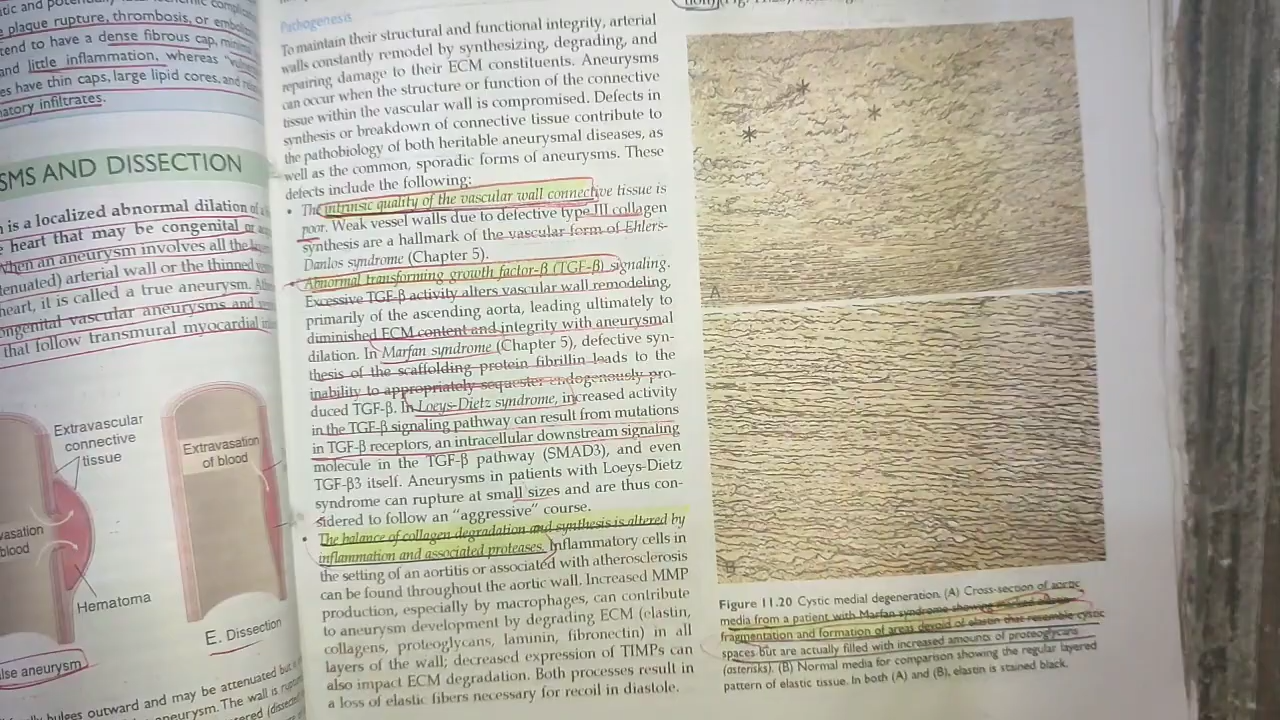 plaque rupture, thrombosis, or
tend to have a dense fibrous cap,
and little inflammation, whereas
have thin caps, large lipid cores, and
infiltrates.
AND DISSECTION
is a localized abnormal dilation of
heart that may be congenital or
When an aneurysm involves all the
arterial wall or the thinned
heart, it is called a true aneurysm.
vascular aneurysms and
that follow transmural myocardial
Extravascular
connective
tissue
blood
Hematoma
Extravasation
of blood
E. Dissection
aneurysm
bulges outward and may be attenuated but
The wall is
Pathogenesis
To maintain their structural and functional integrity, arterial
walls constantly remodel by synthesizing, degrading, and
repairing damage to their ECM constituents. Aneurysms
can occur when the structure or function of the connective
tissue within the vascular wall is compromised. Defects in
synthesis or breakdown of connective tissue contribute to
the pathobiology of both heritable aneurysmal diseases, as
well as the common, sporadic forms of aneurysms. These
defects include the following:
• The intrinsic quality of the vascular wall connective tissue is
poor. Weak vessel walls due to defective type III collagen
synthesis are a hallmark of the vascular form of Ehlers-
Danlos syndrome (Chapter 5).
• Abnormal transforming growth factor-β (TGF-β) signaling.
Excessive TGF-β activity alters vascular wall remodeling,
primarily of the ascending aorta, leading ultimately to
diminished ECM content and integrity with aneurysmal
dilation. In Marfan syndrome (Chapter 5), defective syn-
thesis of the scaffolding protein fibrillin leads to the
inability to appropriately sequester endogenously pro-
duced TGF-β. In Loeys-Dietz syndrome, increased activity
in the TGF-β signaling pathway can result from mutations
in TGF-β receptors, an intracellular downstream signaling
molecule in the TGF-β pathway (SMAD3), and even
TGF-β3 itself. Aneurysms in patients with Loeys-Dietz
syndrome can rupture at small sizes and are thus con-
sidered to follow an "aggressive" course.
• The balance of collagen degradation and synthesis is altered by
inflammation and associated proteases. Inflammatory cells in
the setting of an aortitis or associated with atherosclerosis
can be found throughout the aortic wall. Increased MMP
production, especially by macrophages, can contribute
to aneurysm development by degrading ECM (elastin,
collagens, proteoglycans, laminin, fibronectin) in all
layers of the wall; decreased expression of TIMPs can
also impact ECM degradation. Both processes result in
a loss of elastic fibers necessary for recoil in diastole.
A
B
Figure 11.20 Cystic medial degeneration. (A) Cross-section of aortic
media from a patient with Marfan syndrome showing
fragmentation and formation of areas devoid of elastin that resemble cystic
spaces but are actually filled with increased amounts of proteoglycans
(asterisks). (B) Normal media for comparison showing the regular layered
pattern of elastic tissue. In both (A) and (B), elastin is stained black.